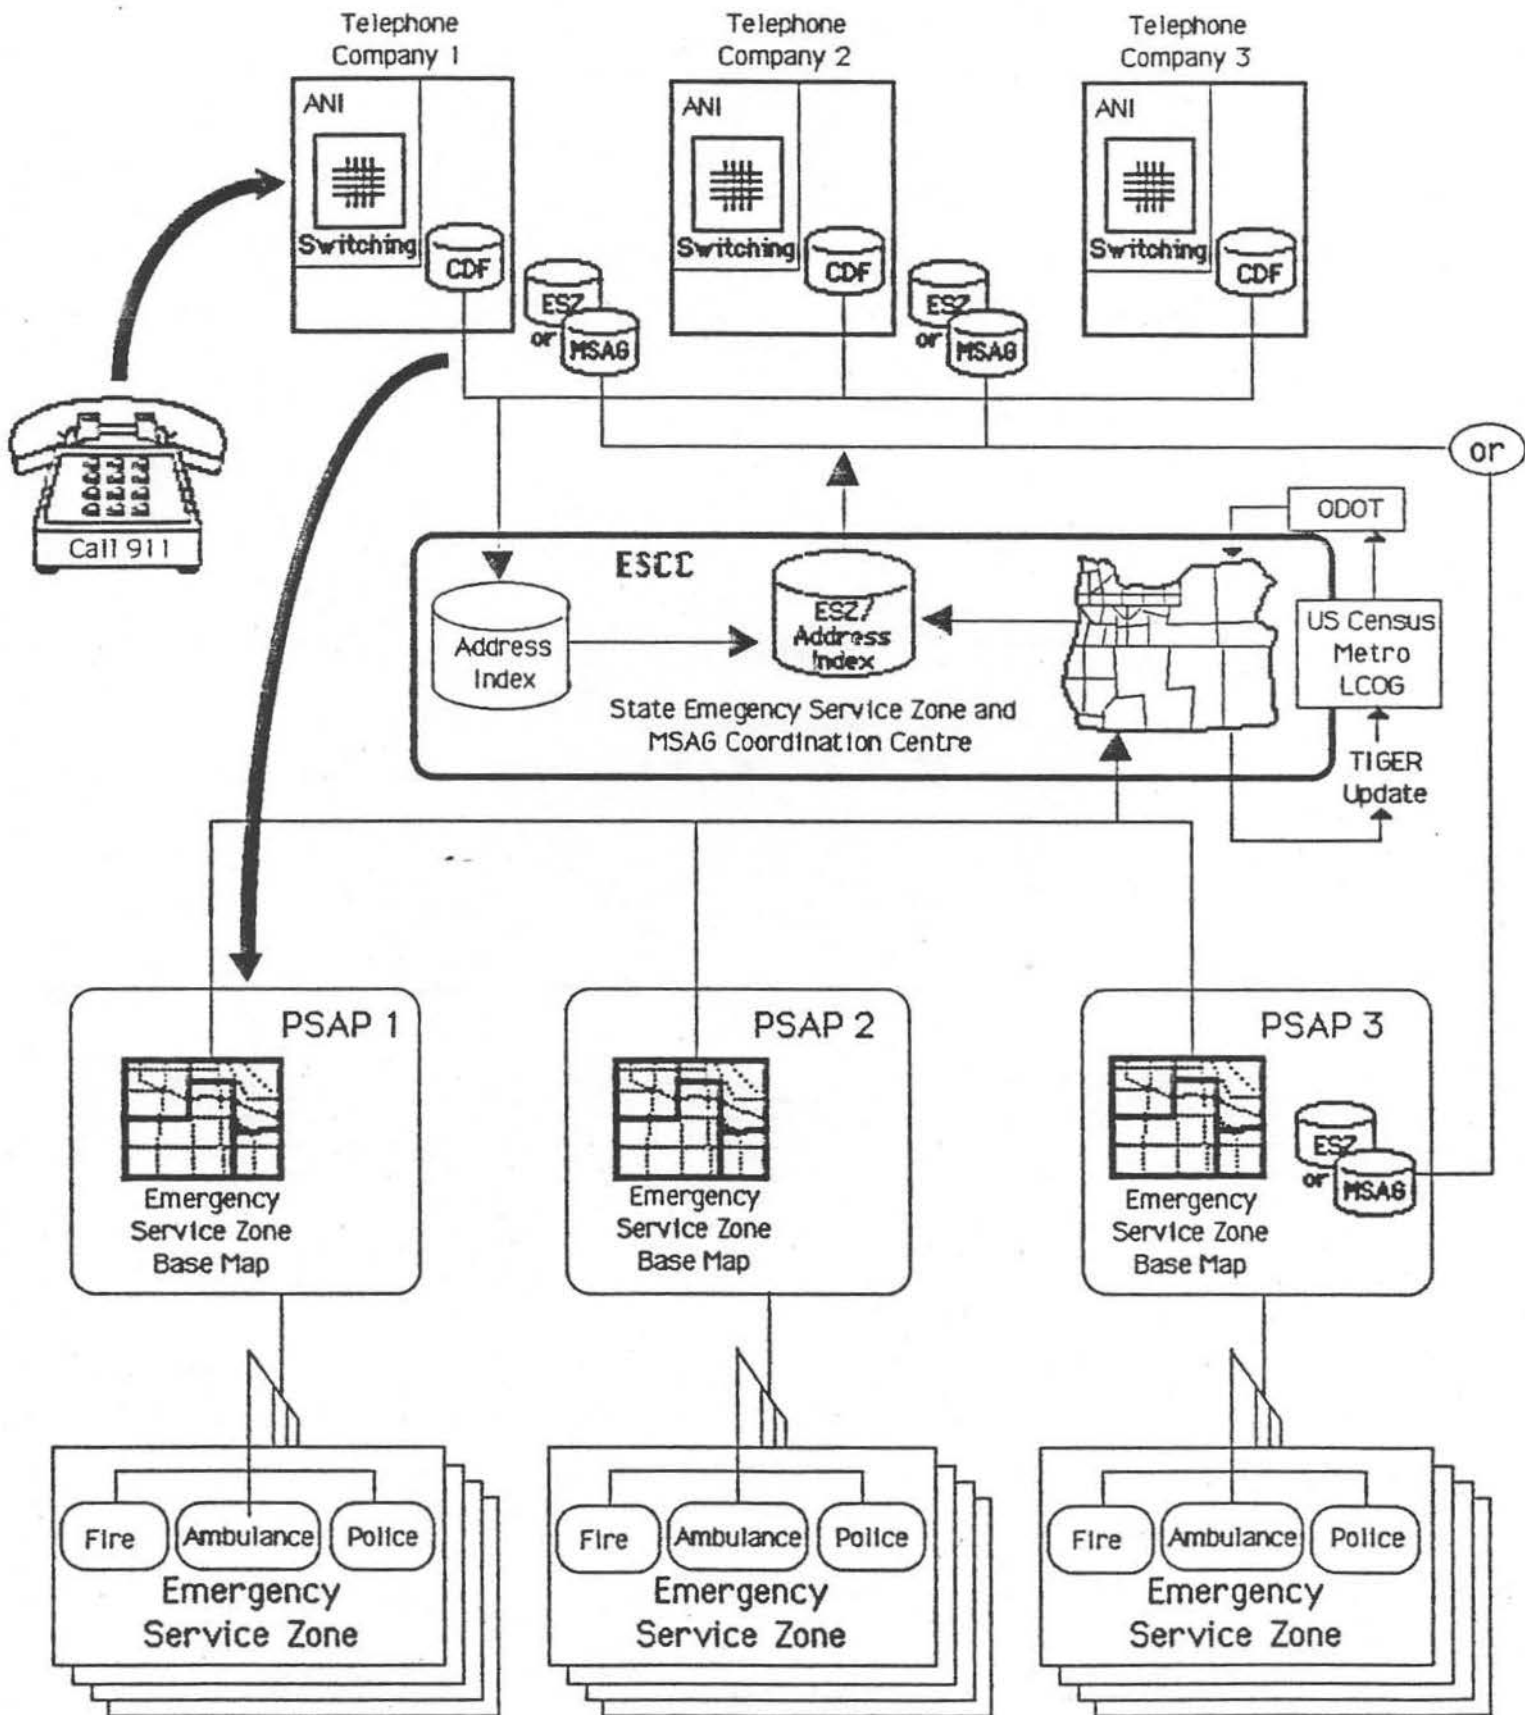 Telephone
Company 1
Telephone
Company 2
Telephone
Company 3
ANI
Switching
CDF
ESZ
or
MSAG
ANI
Switching
CDF
ESZ
or
MSAG
ANI
Switching
CDF
Call 911
or
ODOT
US Census
Metro
LCOG
TIGER
Update
ESCC
Address
Index
ESZ/
Address
Index
State Emegency Service Zone and
MSAG Coordination Centre
PSAP 1
Emergency
Service Zone
Base Map
PSAP 2
Emergency
Service Zone
Base Map
PSAP 3
Emergency
Service Zone
Base Map
ESZ
or
MSAG
Fire
Ambulance
Police
Emergency
Service Zone
Fire
Ambulance
Police
Emergency
Service Zone
Fire
Ambulance
Police
Emergency
Service Zone